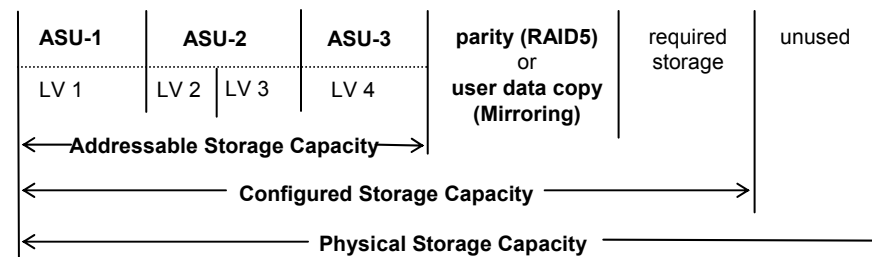 ASU-1 ASU-2 ASU-3 parity (RAID5) required unused
or storage
LV 1 LV 2 LV 3 LV 4 user data copy
(Mirroring)
Addressable Storage Capacity
Configured Storage Capacity
Physical Storage Capacity